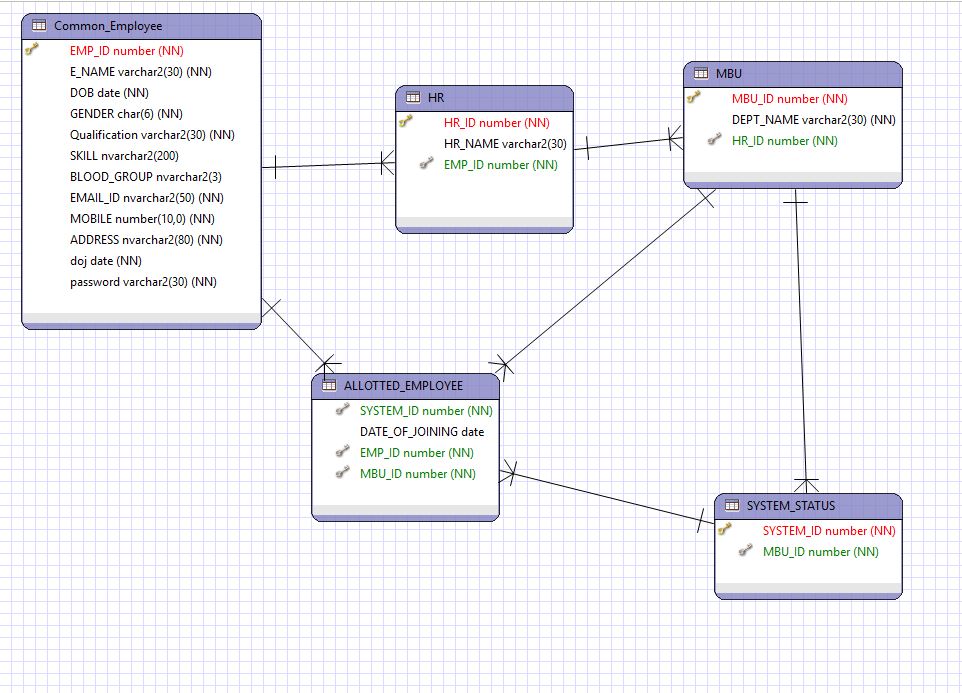 Common_Employee
EMP_ID number (NN)
E_NAME varchar2(30) (NN)
DOB date (NN)
GENDER char(6) (NN)
Qualification varchar2(30) (NN)
SKILL nvarchar2(200)
BLOOD_GROUP nvarchar2(3)
EMAIL_ID nvarchar2(50) (NN)
MOBILE number(10,0) (NN)
ADDRESS nvarchar2(80) (NN)
doj date (NN)
password varchar2(30) (NN)
HR
HR_ID number (NN)
HR_NAME varchar2(30)
EMP_ID number (NN)
MBU
MBU_ID number (NN)
DEPT_NAME varchar2(30) (NN)
HR_ID number (NN)
ALLOTTED_EMPLOYEE
SYSTEM_ID number (NN)
DATE_OF_JOINING date
EMP_ID number (NN)
MBU_ID number (NN)
SYSTEM_STATUS
SYSTEM_ID number (NN)
MBU_ID number (NN)